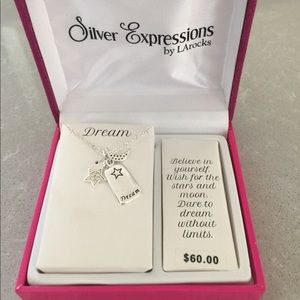 Silver Expressions
by LArocks
Dream
Dream
Believe in
yourself.
Wish for the
stars and
moon.
Dare to
dream
without
limits.
$60.00